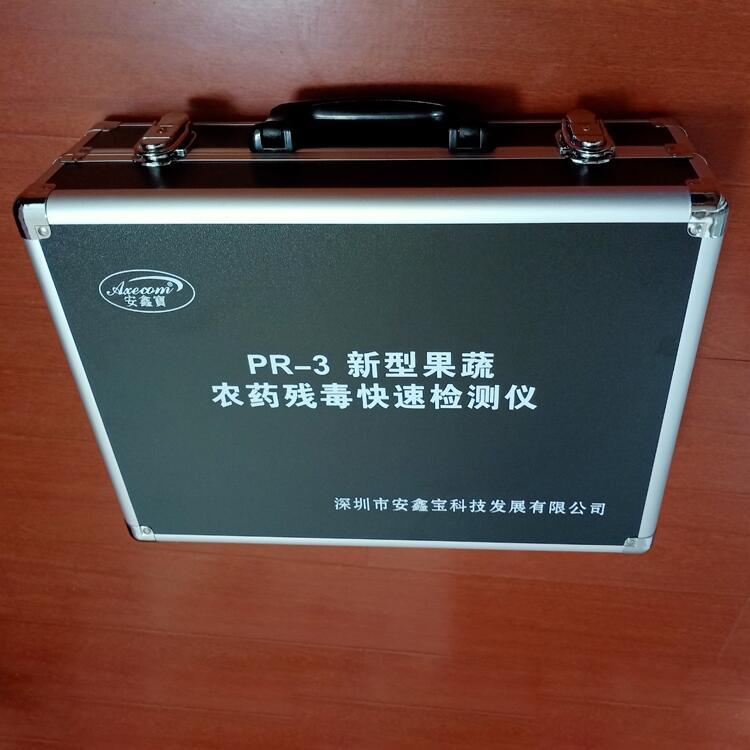 Axecom®
安鑫寶
PR-3 新型果蔬
农药残毒快速检测仪
深圳市安鑫宝科技发展有限公司